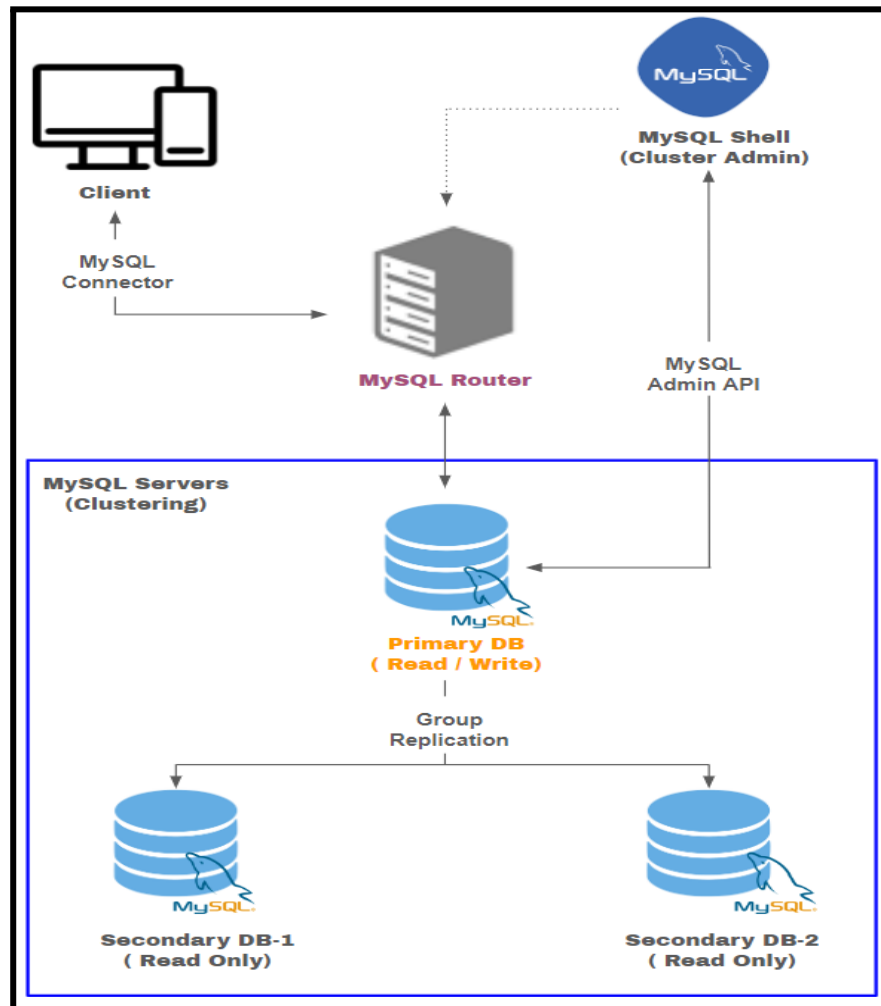 MySQL
MySQL Shell
(Cluster Admin)
Client
MySQL
Connector
MySQL Router
MySQL
Admin API
MySQL Servers
(Clustering)
MySQL®
Primary DB
( Read / Write)
Group
Replication
MySQL®
Secondary DB-1
( Read Only)
MySQL®
Secondary DB-2
( Read Only)